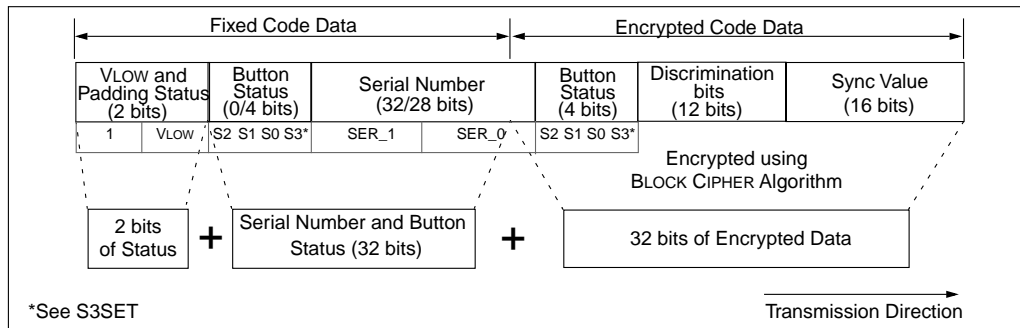 Fixed Code Data
Encrypted Code Data
VLOW and
Padding Status
(2 bits)
Button
Status
(0/4 bits)
Serial Number
(32/28 bits)
Button
Status
(4 bits)
Discrimination
bits
(12 bits)
Sync Value
(16 bits)
1
VLOW
S2 S1 S0 S3*
SER_1
SER_0
S2 S1 S0 S3*
Encrypted using
BLOCK CIPHER Algorithm
2 bits
of Status
+
Serial Number and Button
Status (32 bits)
+
32 bits of Encrypted Data
*See S3SET
Transmission Direction